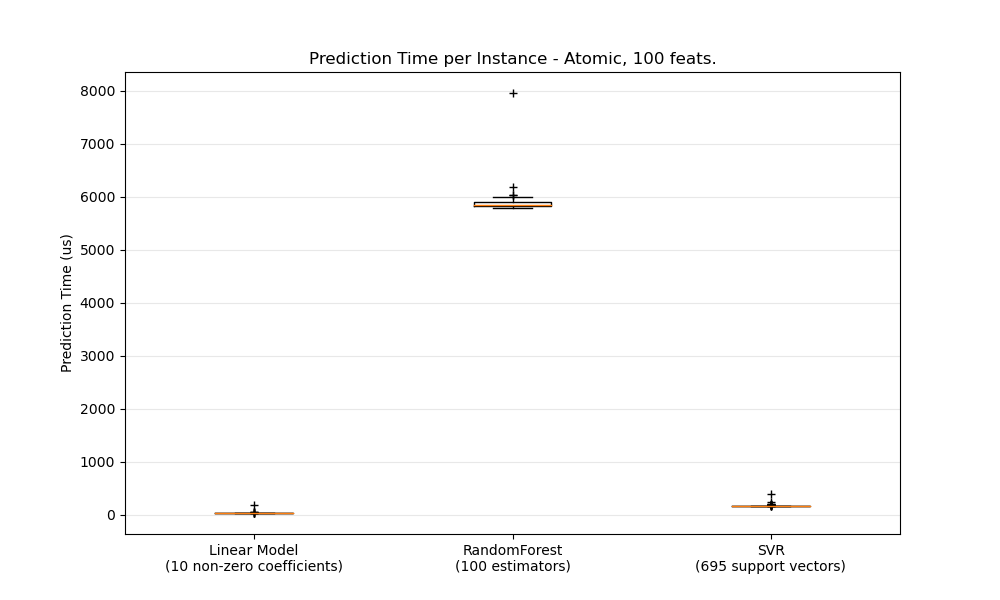 Prediction Time per Instance - Atomic, 100 feats.
Prediction Time (us)
8000
7000
6000
5000
4000
3000
2000
1000
0
Linear Model
(10 non-zero coefficients)
RandomForest
(100 estimators)
SVR
(695 support vectors)